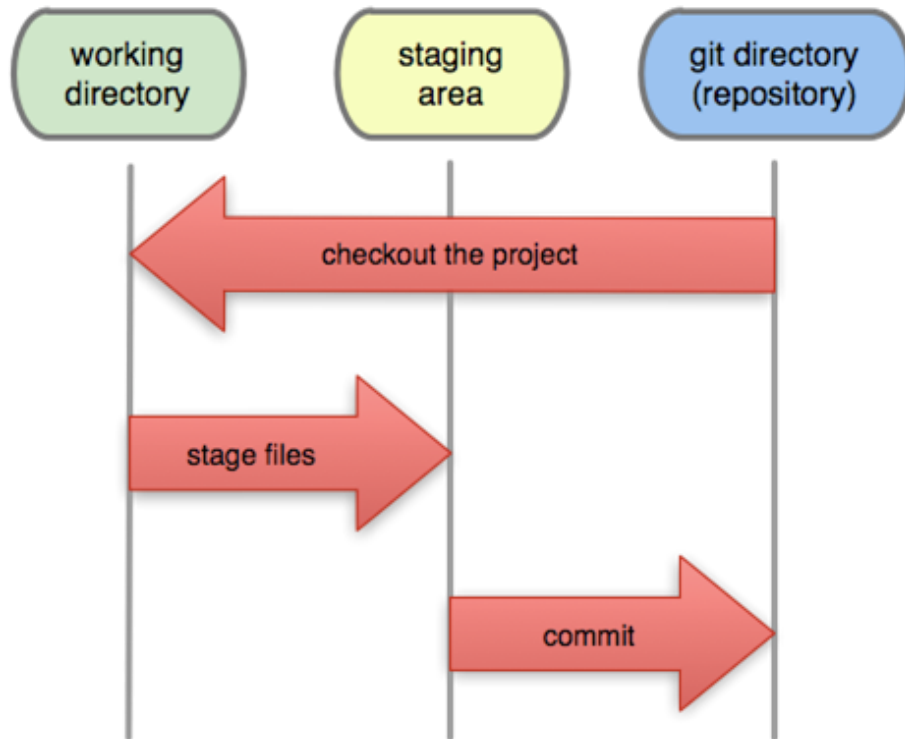 working
directory
staging
area
git directory
(repository)
checkout the project
stage files
commit